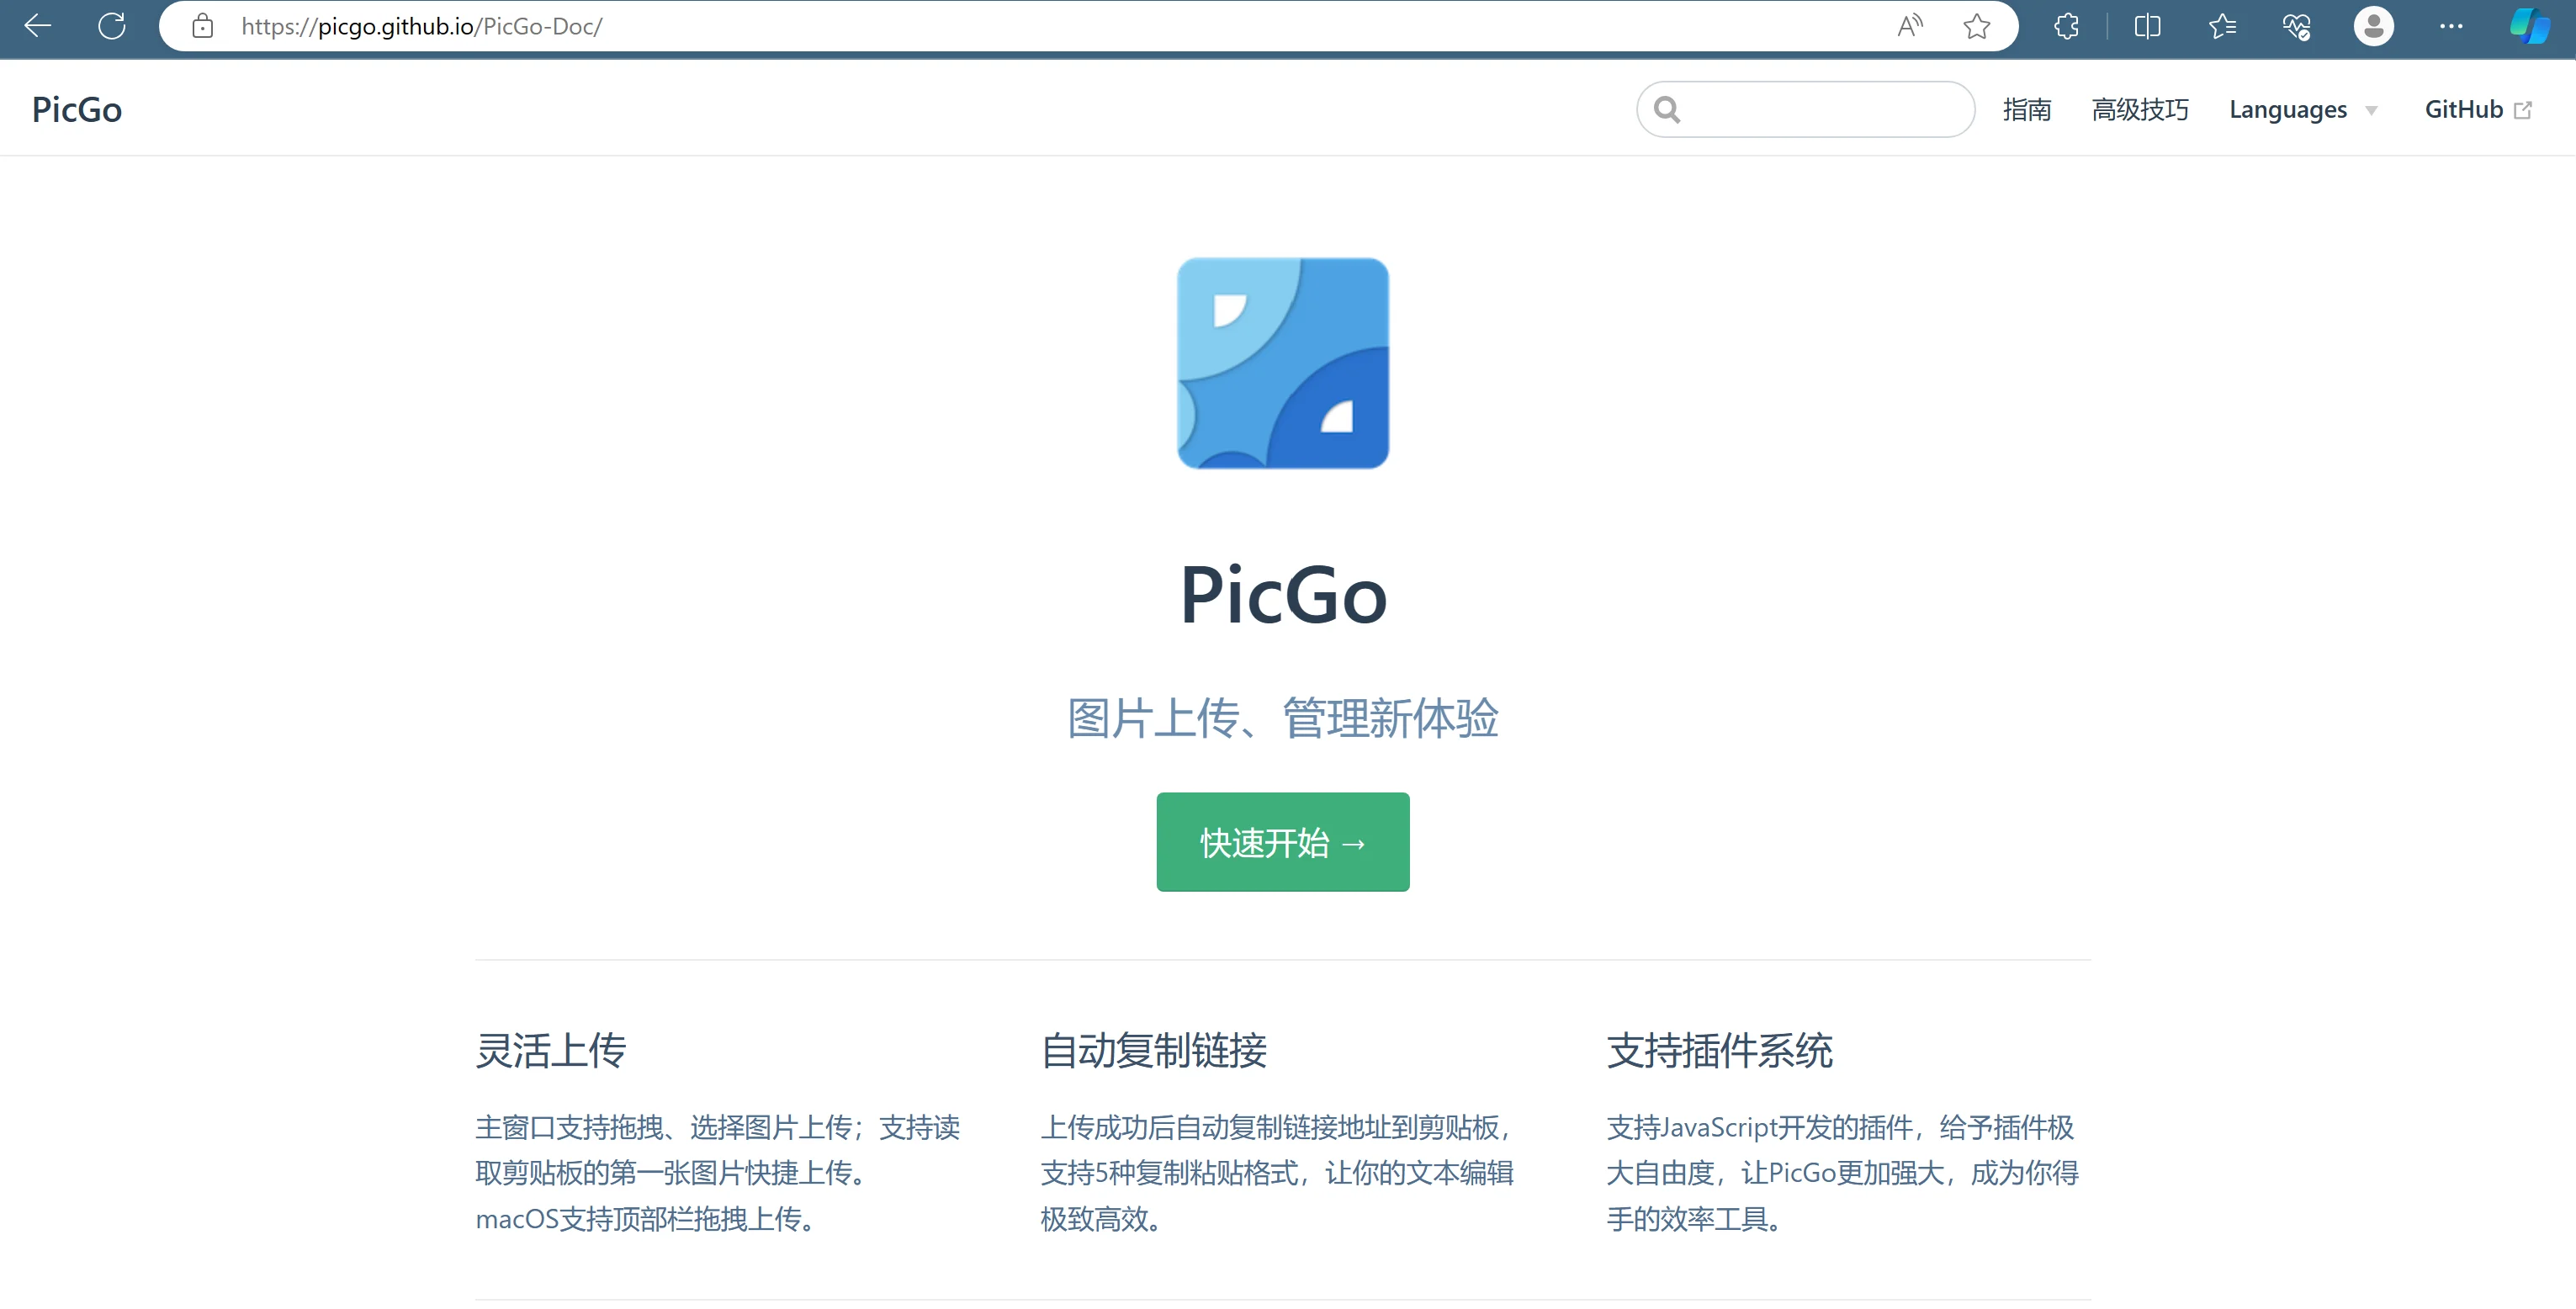 https://picgo.github.io/PicGo-Doc/
PicGo
指南 高级技巧 Languages GitHub
PicGo
图片上传、管理新体验
快速开始 →
灵活上传
主窗口支持拖拽、选择图片上传；支持读
取剪贴板的第一张图片快捷上传。
macOS支持顶部栏拖拽上传。
自动复制链接
上传成功后自动复制链接地址到剪贴板，
支持5种复制粘贴格式，让你的文本编辑
极致高效。
支持插件系统
支持JavaScript开发的插件，给予插件极
大自由度，让PicGo更加强大，成为你得
手的效率工具。